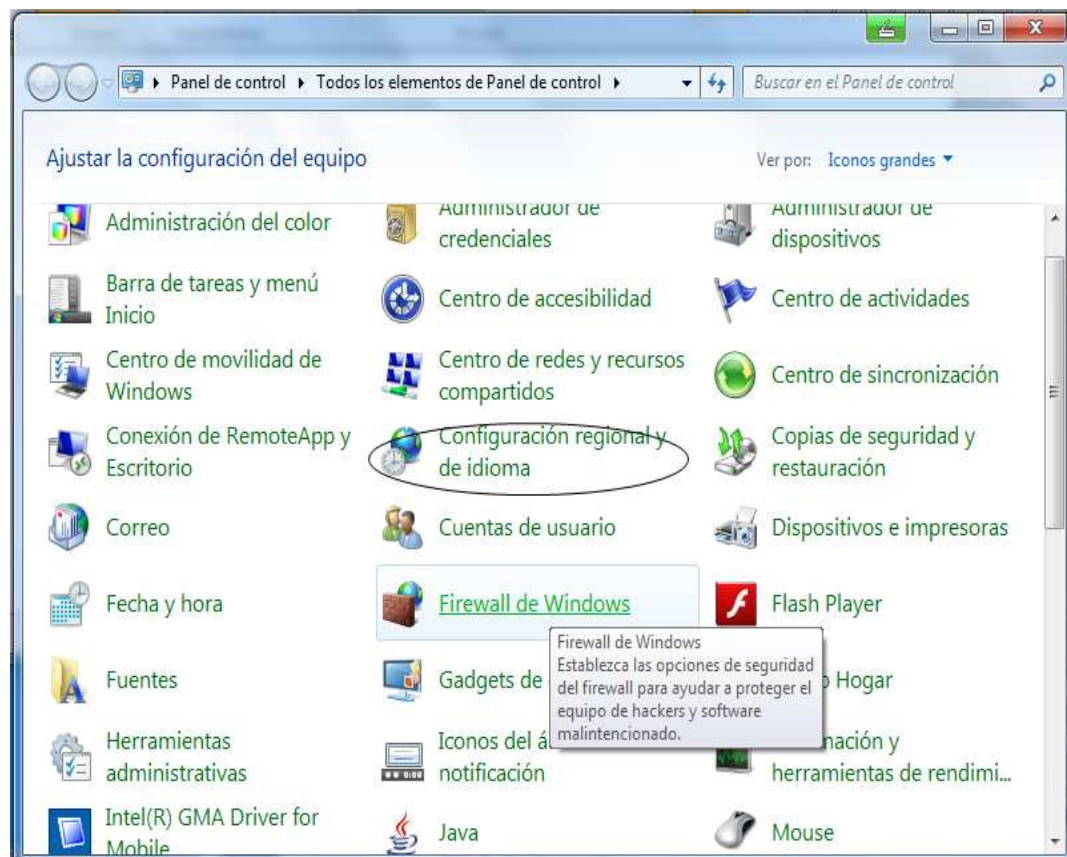 Panel de control
Todos los elementos de Panel de control
Buscar en el Panel de control
Ajustar la configuración del equipo
Ver por: Iconos grandes
Administración del color
Administrador de
credenciales
Administrador de
dispositivos
Barra de tareas y menú
Inicio
Centro de accesibilidad
Centro de actividades
Centro de movilidad de
Windows
Centro de redes y recursos
compartidos
Centro de sincronización
Conexión de RemoteApp y
Escritorio
Configuración regional y
de idioma
Copias de seguridad y
restauración
Correo
Cuentas de usuario
Dispositivos e impresoras
Fecha y hora
Firewall de Windows
Flash Player
Firewall de Windows
Establezca las opciones de seguridad
del firewall para ayudar a proteger el
equipo de hackers y software
malintencionado.
Fuentes
Gadgets de
Hogar
Herramientas
administrativas
Iconos del
notificación
herramientas de rendimi...
Intel(R) GMA Driver for
Mobile
Java
Mouse